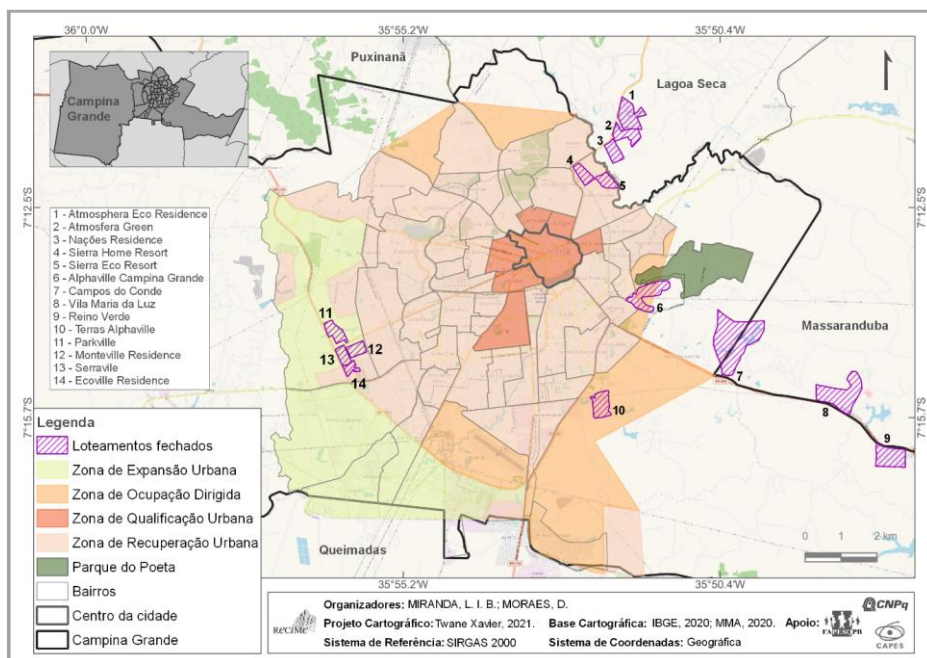 36°0.0'W
35°55.2'W
35°50.4'W
Puxinanã
Lagoa Seca
Campina
Grande
1
2
3
4
5
7°12.5'S
7°12.5'S
1 - Atmosphera Eco Residence
2 - Atmosfera Green
3 - Nações Residence
4 - Sierra Home Resort
5 - Sierra Eco Resort
6 - Alphaville Campina Grande
7 - Campos do Conde
8 - Vila Maria da Luz
9 - Reino Verde
10 - Terras Alphaville
11 - Parkville
12 - Monteville Residence
13 - Serraville
14 - Ecoville Residence
6
Massaranduba
11
12
13
14
7
8
10
9
7°15.7'S
7°15.7'S
Legenda
Loteamentos fechados
Zona de Expansão Urbana
Zona de Ocupação Dirigida
Zona de Qualificação Urbana
Zona de Recuperação Urbana
Parque do Poeta
Bairros
Centro da cidade
Campina Grande
Queimadas
0 1 2 km
35°55.2'W
35°50.4'W
RECIME
Organizadores: MIRANDA, L. I. B.; MORAES, D.
Projeto Cartográfico: Twane Xavier, 2021. Base Cartográfica: IBGE, 2020; MMA, 2020. Apoio:
Sistema de Referência: SIRGAS 2000 Sistema de Coordenadas: Geográfica
FAPESQPB
CNPq
CAPES